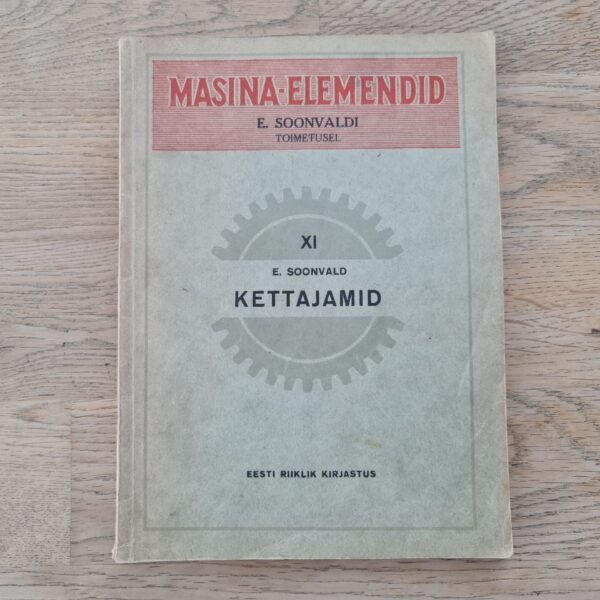 MASINA-ELEMENDID
E. SOONVALDI
TOIMETUSEL
XI
E. SOONVALD
KETTAJAMID
EESTI RIIKLIK KIRJASTUS